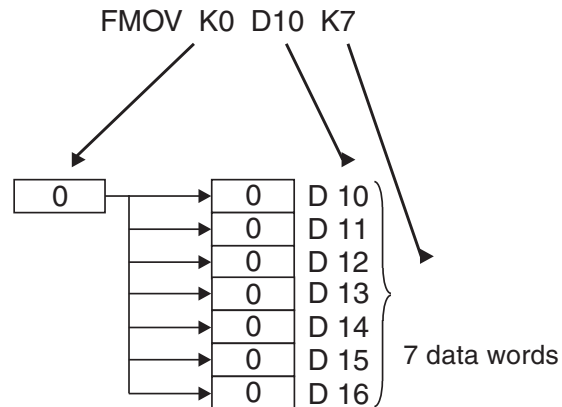 FMOV K0 D10 K7
0 0 D 10
0 D 11
0 D 12
0 D 13
0 D 14
0 D 15
0 D 16
7 data words